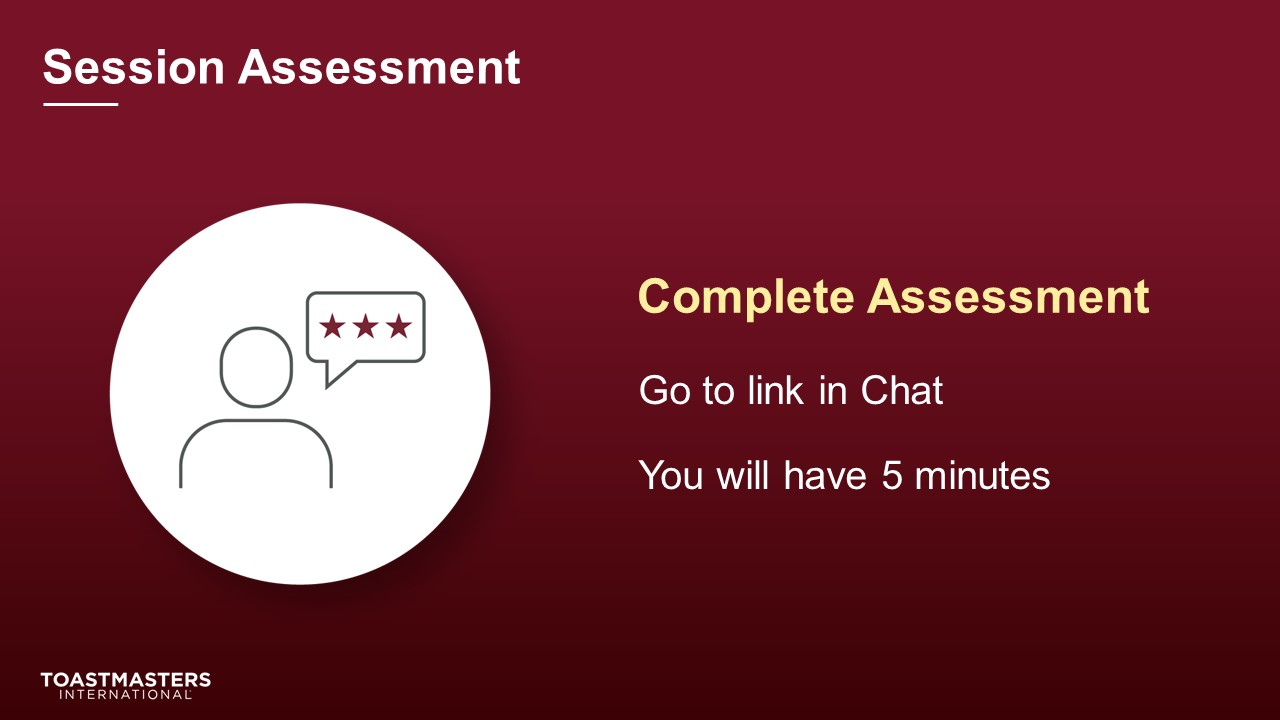 Session Assessment
Complete Assessment
Go to link in Chat
You will have 5 minutes
TOASTMASTERS
INTERNATIONAL